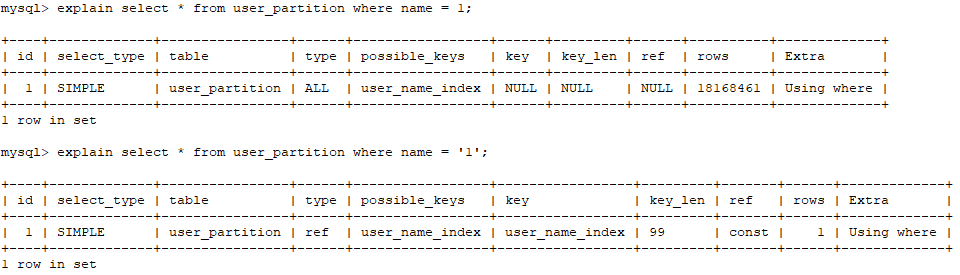 mysql> explain select * from user_partition where name = 1;
+----+-------------+----------------+------+-----------------+------+---------+------+----------+-------------+
| id | select_type | table          | type | possible_keys   | key  | key_len | ref  | rows     | Extra       |
+----+-------------+----------------+------+-----------------+------+---------+------+----------+-------------+
| 1 | SIMPLE      | user_partition | ALL  | user_name_index | NULL | NULL    | NULL | 18168461 | Using where |
+----+-------------+----------------+------+-----------------+------+---------+------+----------+-------------+
1 row in set
mysql> explain select * from user_partition where name = '1';
+----+-------------+----------------+------+-----------------+-----------------+---------+-------+------+-------------+
| id | select_type | table          | type | possible_keys   | key             | key_len | ref   | rows | Extra       |
+----+-------------+----------------+------+-----------------+-----------------+---------+-------+------+-------------+
| 1 | SIMPLE      | user_partition | ref  | user_name_index | user_name_index | 99      | const |    1 | Using where |
+----+-------------+----------------+------+-----------------+-----------------+---------+-------+------+-------------+
1 row in set